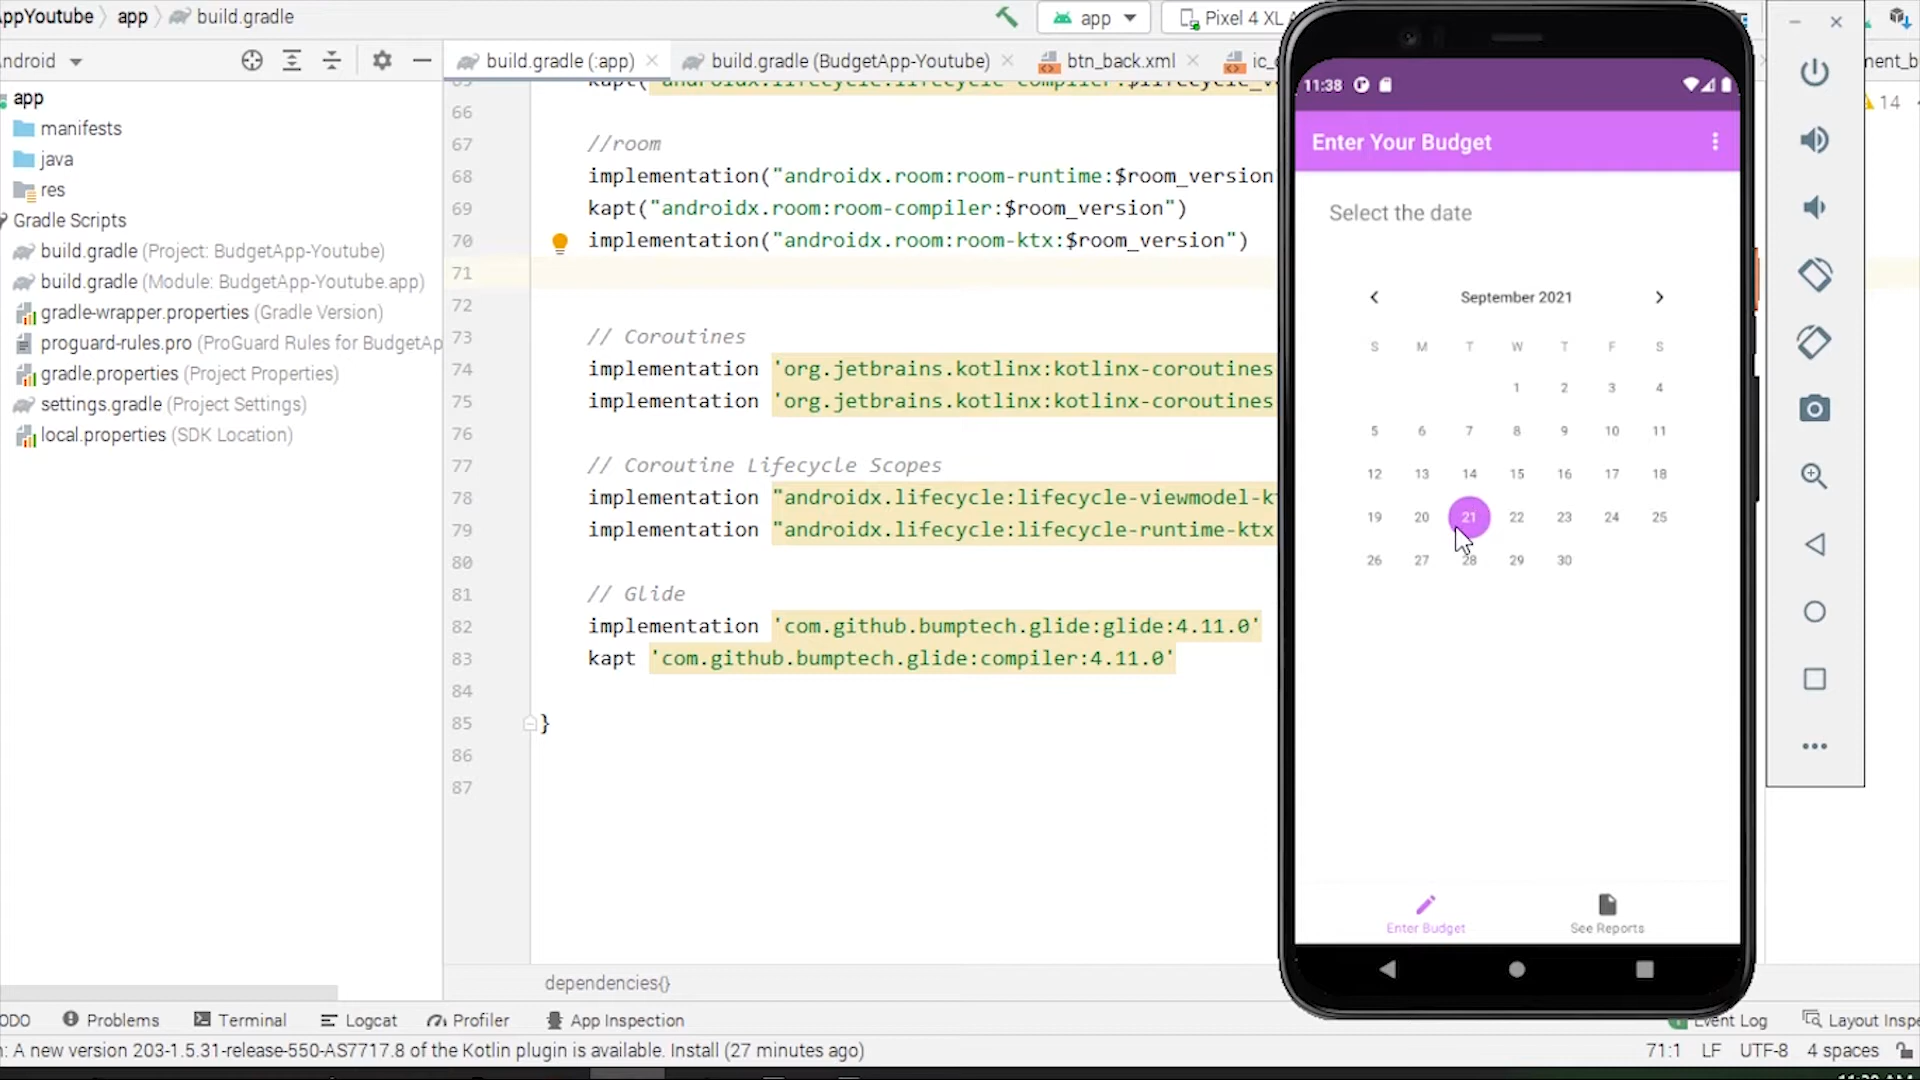 AppYoutube app build.gradle
app
Pixel 4 XL
Android
build.gradle (:app)
build.gradle (BudgetApp-Youtube)
btn_back.xml
14
app
manifests
java
res
Gradle Scripts
build.gradle (Project: BudgetApp-Youtube)
build.gradle (Module: BudgetApp-Youtube.app)
gradle-wrapper.properties (Gradle Version)
proguard-rules.pro (ProGuard Rules for BudgetAp
gradle.properties (Project Properties)
settings.gradle (Project Settings)
local.properties (SDK Location)
65 kapt("androidx.lifecycle:lifecycle-compiler:$lifecycle_v
66
67 //room
68 implementation("androidx.room:room-runtime:$room_version"
69 kapt("androidx.room:room-compiler:$room_version")
70 implementation("androidx.room:room-ktx:$room_version")
71
72
73 // Coroutines
74 implementation 'org.jetbrains.kotlinx:kotlinx-coroutines-
75 implementation 'org.jetbrains.kotlinx:kotlinx-coroutines-
76
77 // Coroutine Lifecycle Scopes
78 implementation "androidx.lifecycle:lifecycle-viewmodel-kt
79 implementation "androidx.lifecycle:lifecycle-runtime-ktx
80
81 // Glide
82 implementation 'com.github.bumptech.glide:glide:4.11.0'
83 kapt 'com.github.bumptech.glide:compiler:4.11.0'
84
85 }
86
87
dependencies{}
11:38
Enter Your Budget
Select the date
September 2021
S M T W T F S
1 2 3 4
5 6 7 8 9 10 11
12 13 14 15 16 17 18
19 20 21 22 23 24 25
26 27 28 29 30
Enter Budget
See Reports
ODO Problems Terminal Logcat Profiler App Inspection
Event Log Layout Inspe
: A new version 203-1.5.31-release-550-AS7717.8 of the Kotlin plugin is available. Install (27 minutes ago)
71:1 LF UTF-8 4 spaces